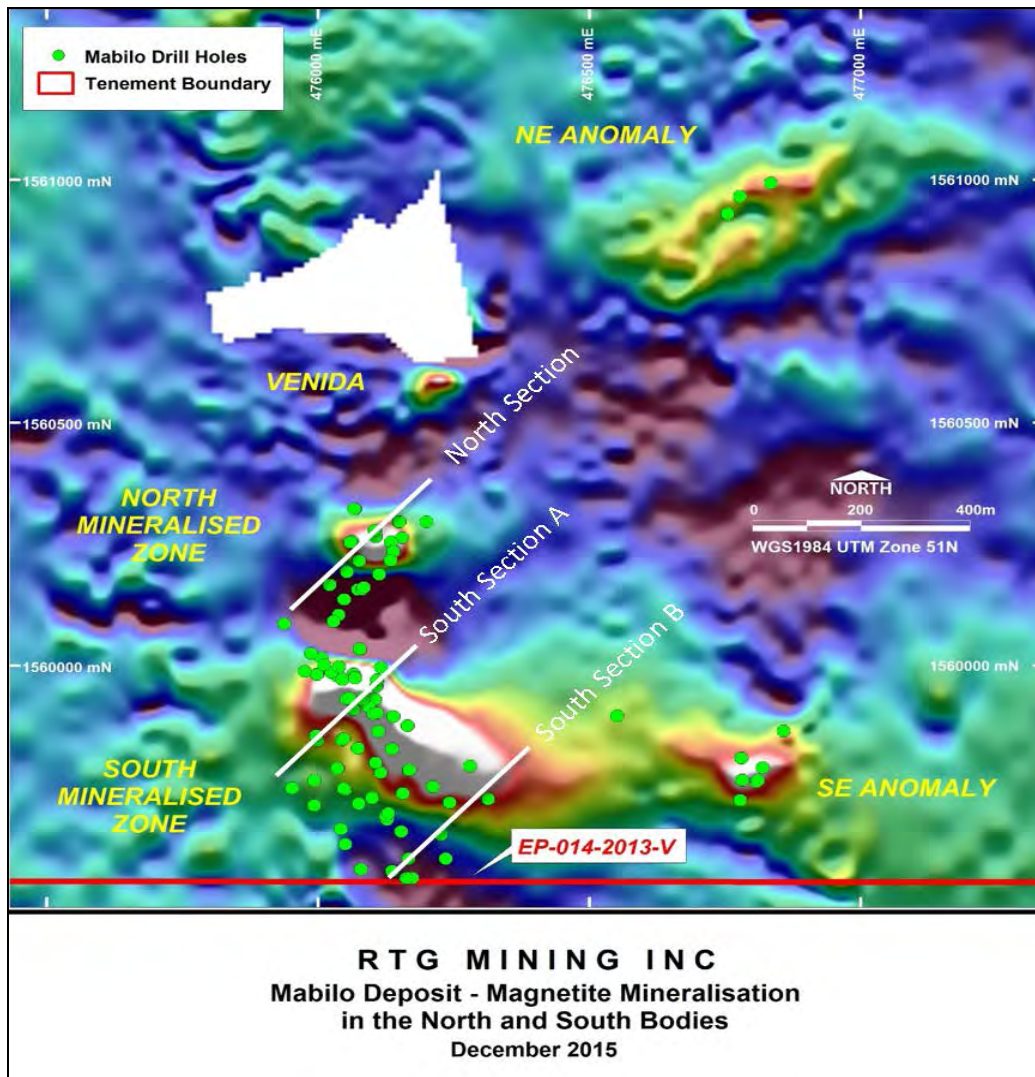 Mabilo Drill Holes
Tenement Boundary
476000 mE
476500 mE
477000 mE
NE ANOMALY
1561000 mN
1561000 mN
VENIDA
North Section
1560500 mN
1560500 mN
NORTH
MINERALISED
ZONE
NORTH
0 200 400m
WGS1984 UTM Zone 51N
South Section A
South Section B
1560000 mN
1560000 mN
SOUTH
MINERALISED
ZONE
SE ANOMALY
EP-014-2013-V
RTG MINING INC
Mabilo Deposit - Magnetite Mineralisation
in the North and South Bodies
December 2015